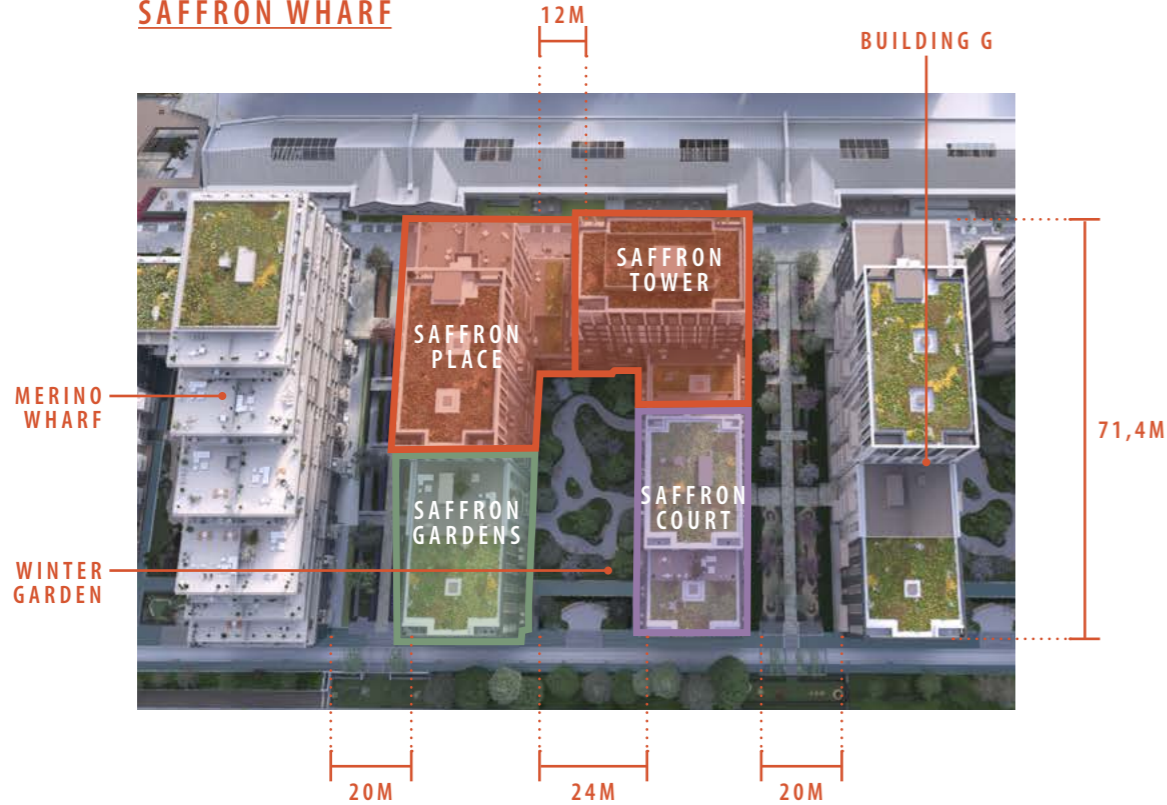 SAFFRON WHARF
12M
BUILDING G
SAFFRON
TOWER
SAFFRON
PLACE
MERINO
WHARF
71,4M
SAFFRON
GARDENS
SAFFRON
COURT
WINTER
GARDEN
20M
24M
20M